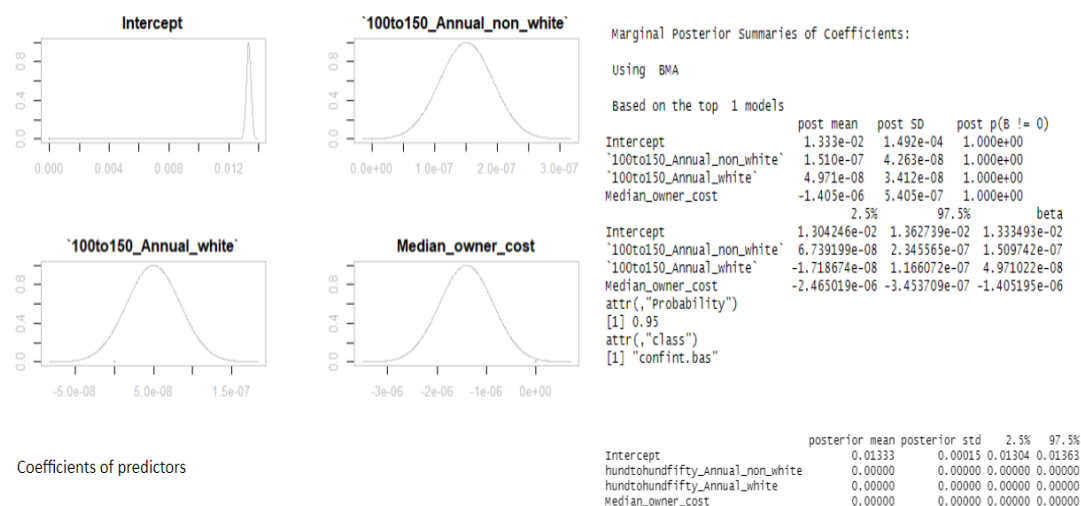 Intercept
0.8
0.4
0.0
0.000 0.004 0.008 0.012
`100to150_Annual_non_white`
0.8
0.4
0.0
0.0e+00 1.0e-07 2.0e-07 3.0e-07
`100to150_Annual_white`
0.8
0.4
0.0
-5.0e-08 5.0e-08 1.5e-07
Median_owner_cost
0.8
0.4
0.0
-3e-06 -2e-06 -1e-06 0e+00
Coefficients of predictors
Marginal Posterior Summaries of Coefficients:
Using BMA
Based on the top 1 models
post mean post SD post p(B != 0)
Intercept 1.333e-02 1.492e-04 1.000e+00
`100to150_Annual_non_white` 1.510e-07 4.263e-08 1.000e+00
`100to150_Annual_white` 4.971e-08 3.412e-08 1.000e+00
Median_owner_cost -1.405e-06 5.405e-07 1.000e+00
2.5% 97.5% beta
Intercept 1.304246e-02 1.362739e-02 1.333493e-02
`100to150_Annual_non_white` 6.739199e-08 2.345565e-07 1.509742e-07
`100to150_Annual_white` -1.718674e-08 1.166072e-07 4.971022e-08
Median_owner_cost -2.465019e-06 -3.453709e-07 -1.405195e-06
attr(,"Probability")
[1] 0.95
attr(,"class")
[1] "confint.bas"
posterior mean posterior std 2.5% 97.5%
Intercept 0.01333 0.00015 0.01304 0.01363
hundtohundfifty_Annual_non_white 0.00000 0.00000 0.00000 0.00000
hundtohundfifty_Annual_white 0.00000 0.00000 0.00000 0.00000
Median_owner_cost 0.00000 0.00000 0.00000 0.00000